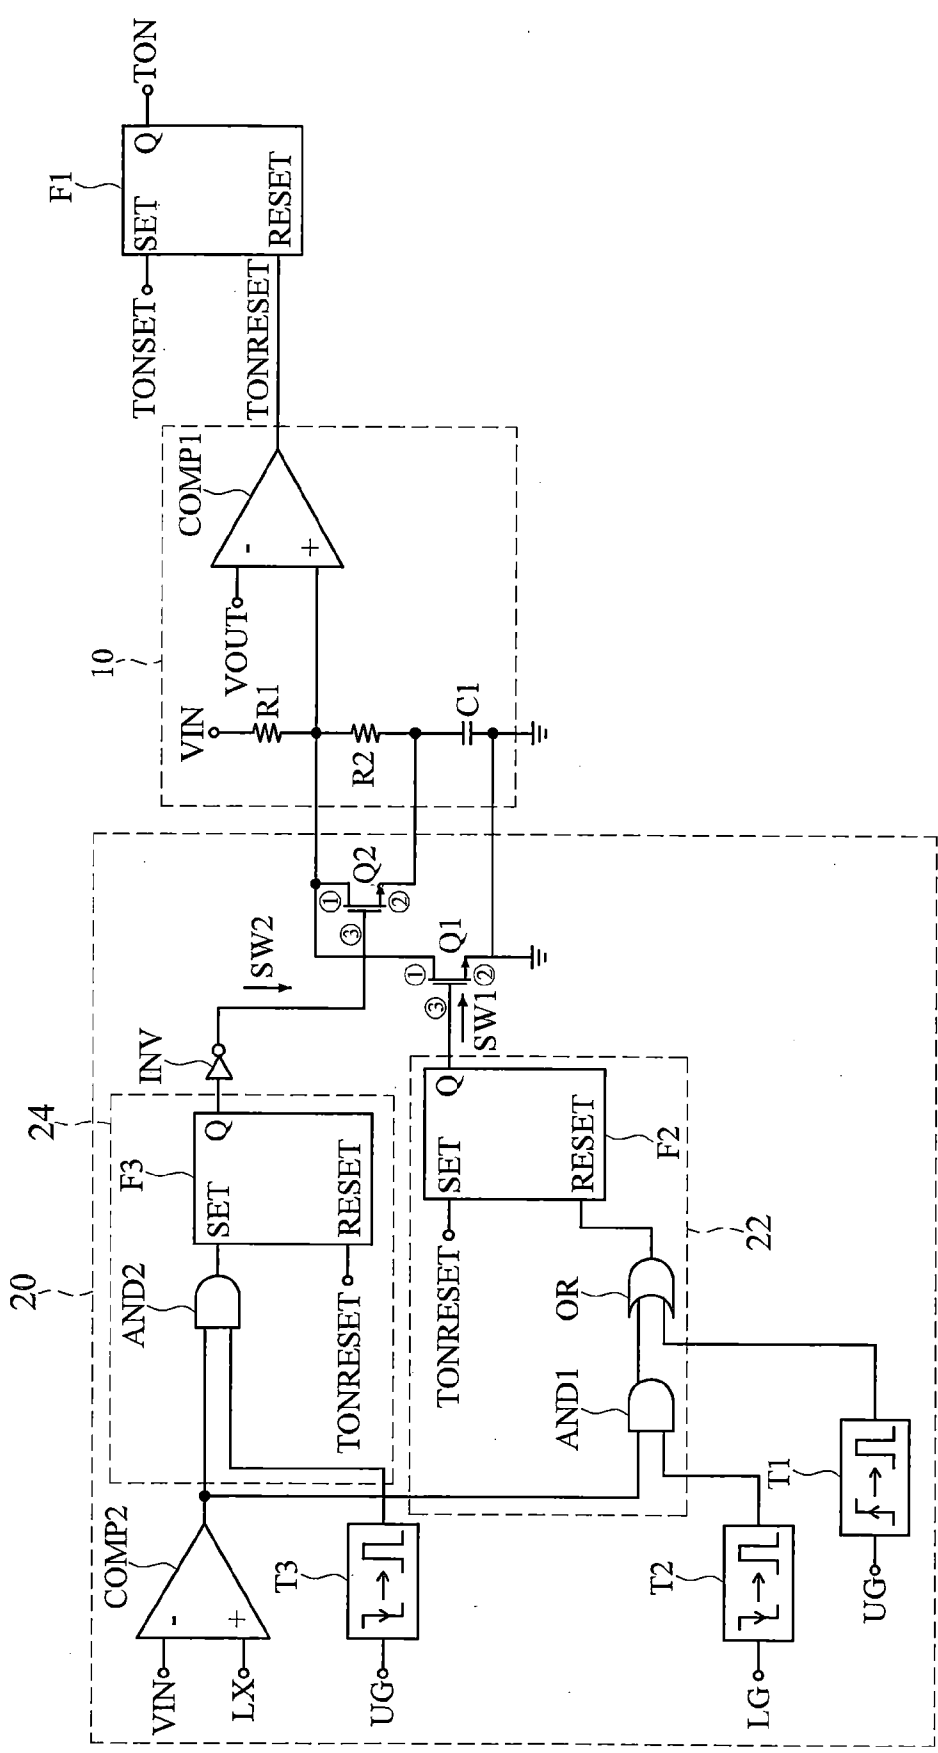 20
24
COMP2
VIN
-
LX
+
AND2
F3
SET
Q
INV
RESET
TONRESET
T3
UG
SW2
10
VIN
R1
VOUT
-
+
COMP1
TONSET
F1
SET
Q
TON
TONRESET
RESET
①
Q2
③
②
R2
C1
①
Q1
③
②
SW1
TONRESET
SET
Q
RESET
F2
22
AND1
OR
T2
LG
T1
UG